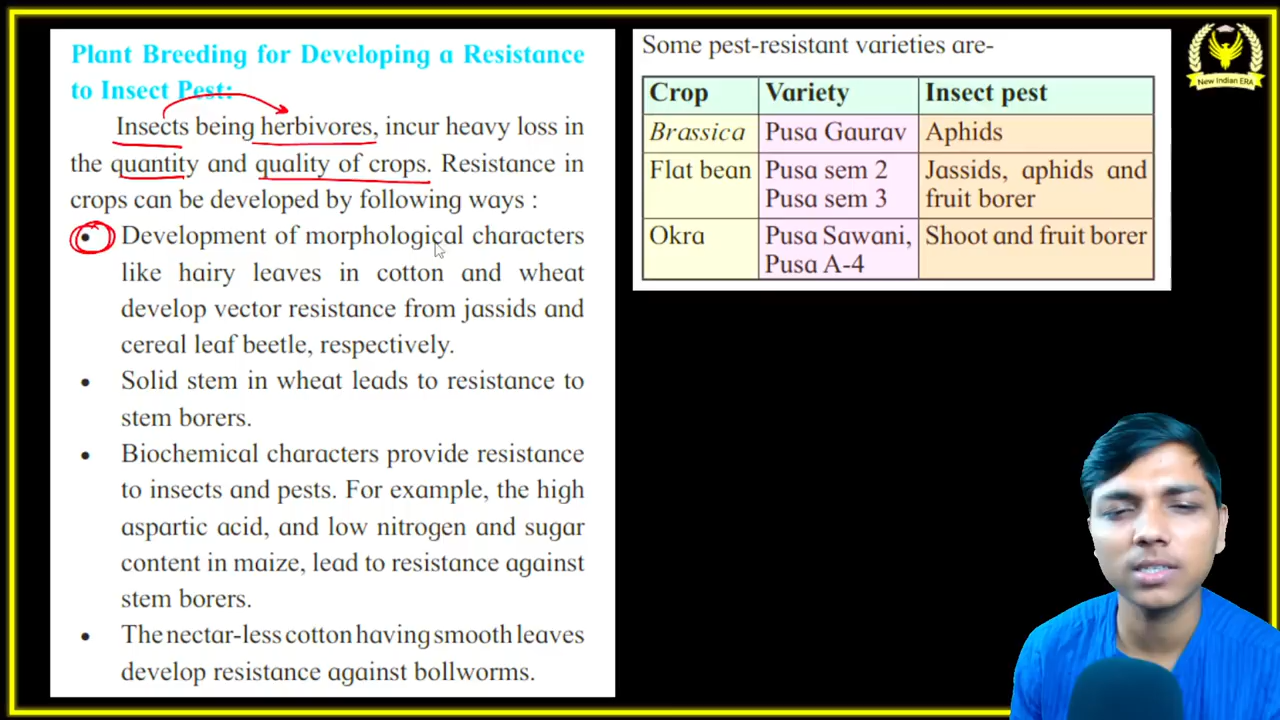 Plant Breeding for Developing a Resistance
to Insect Pest:
Insects being herbivores, incur heavy loss in
the quantity and quality of crops. Resistance in
crops can be developed by following ways :
• Development of morphological characters
like hairy leaves in cotton and wheat
develop vector resistance from jassids and
cereal leaf beetle, respectively.
• Solid stem in wheat leads to resistance to
stem borers.
• Biochemical characters provide resistance
to insects and pests. For example, the high
aspartic acid, and low nitrogen and sugar
content in maize, lead to resistance against
stem borers.
• The nectar-less cotton having smooth leaves
develop resistance against bollworms.
Some pest-resistant varieties are-
Crop Variety Insect pest
Brassica Pusa Gaurav Aphids
Flat bean Pusa sem 2 Jassids, aphids and
Pusa sem 3 fruit borer
Okra Pusa Sawani, Shoot and fruit borer
Pusa A-4
New Indian ERA